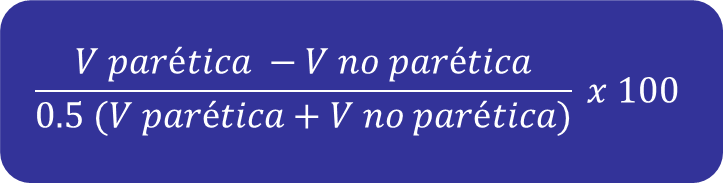 V parética − V no parética
0.5 (V parética + V no parética)
x 100